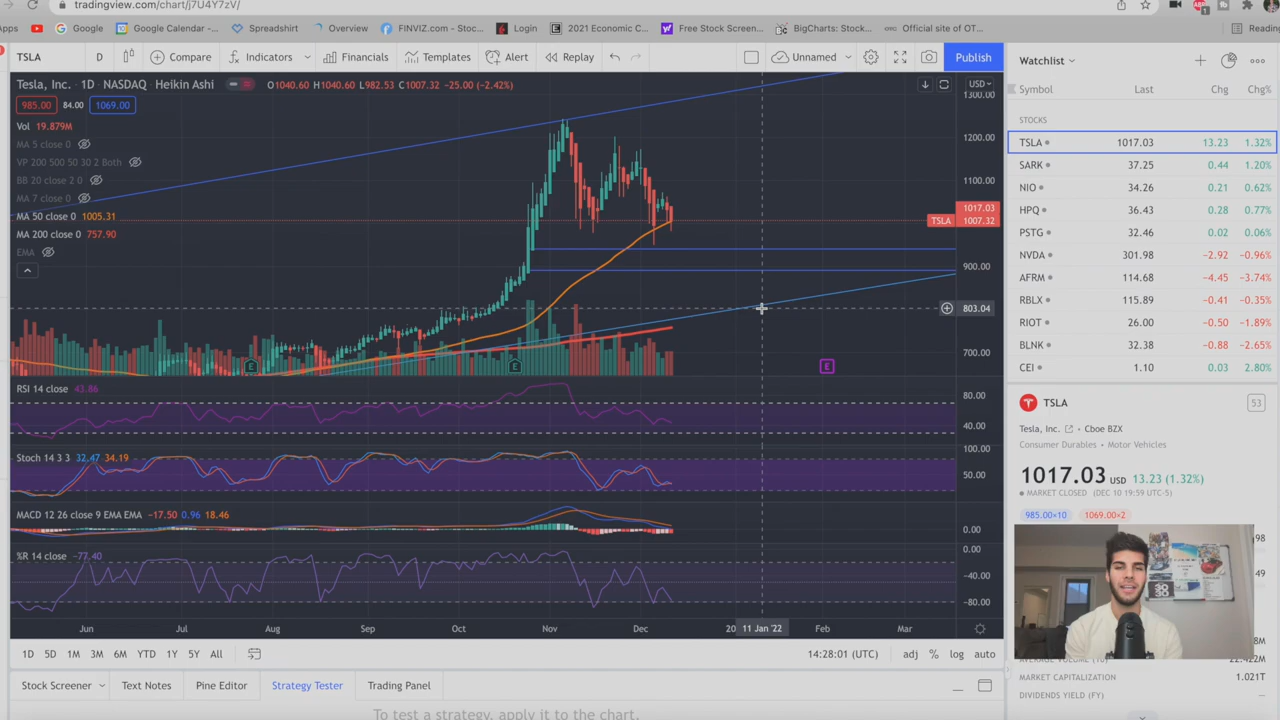 tradingview.com/chart/j7U4Y7zV/
Apps Google Google Calendar -... Spreadshirt Overview FINVIZ.com - Stoc... Login 2021 Economic C... Free Stock Screen... BigCharts: Stock... Official site of OT... Reading
TSLA D Compare Indicators Financials Templates Alert Replay Unnamed Publish
Watchlist
Tesla, Inc. · 1D · NASDAQ Heikin Ashi O1040.60 H1040.60 L982.53 C1007.32 −25.00 (−2.42%)
USD
985.00 84.00 1069.00
Vol 19.879M
MA 5 close 0
VP 200 500 50 30 2 Both
BB 20 close 2 0
MA 7 close 0
MA 50 close 0 1005.31
MA 200 close 0 757.90
EMA
1300.00
1200.00
1100.00
1017.03
TSLA 1007.32
900.00
803.04
700.00
E E E
RSI 14 close 43.86
80.00
40.00
Stoch 14 3 3 32.47 34.19
100.00
50.00
MACD 12 26 close 9 EMA EMA −17.50 0.96 18.46
0.00
%R 14 close −77.40
0.00
−40.00
−80.00
Jun Jul Aug Sep Oct Nov Dec 20 11 Jan '22 Feb Mar
1D 5D 1M 3M 6M YTD 1Y 5Y All 14:28:01 (UTC) adj % log auto
Stock Screener Text Notes Pine Editor Strategy Tester Trading Panel
To test a strategy, apply it to the chart.
Symbol Last Chg Chg%
STOCKS
TSLA 1017.03 13.23 1.32%
SARK 37.25 0.44 1.20%
NIO 34.26 0.21 0.62%
HPQ 36.43 0.28 0.77%
PSTG 32.46 0.02 0.06%
NVDA 301.98 −2.92 −0.96%
AFRM 114.68 −4.45 −3.74%
RBLX 115.89 −0.41 −0.35%
RIOT 26.00 −0.50 −1.89%
BLNK 32.38 −0.88 −2.65%
CEI 1.10 0.03 2.80%
TSLA 53
Tesla, Inc. · Cboe BZX
Consumer Durables · Motor Vehicles
1017.03 USD 13.23 (1.32%)
MARKET CLOSED (DEC 10 19:59 UTC-5)
985.00×10 1069.00×2
AVERAGE VOLUME (10) 22.422M
MARKET CAPITALIZATION 1.021T
DIVIDENDS YIELD (FY) —